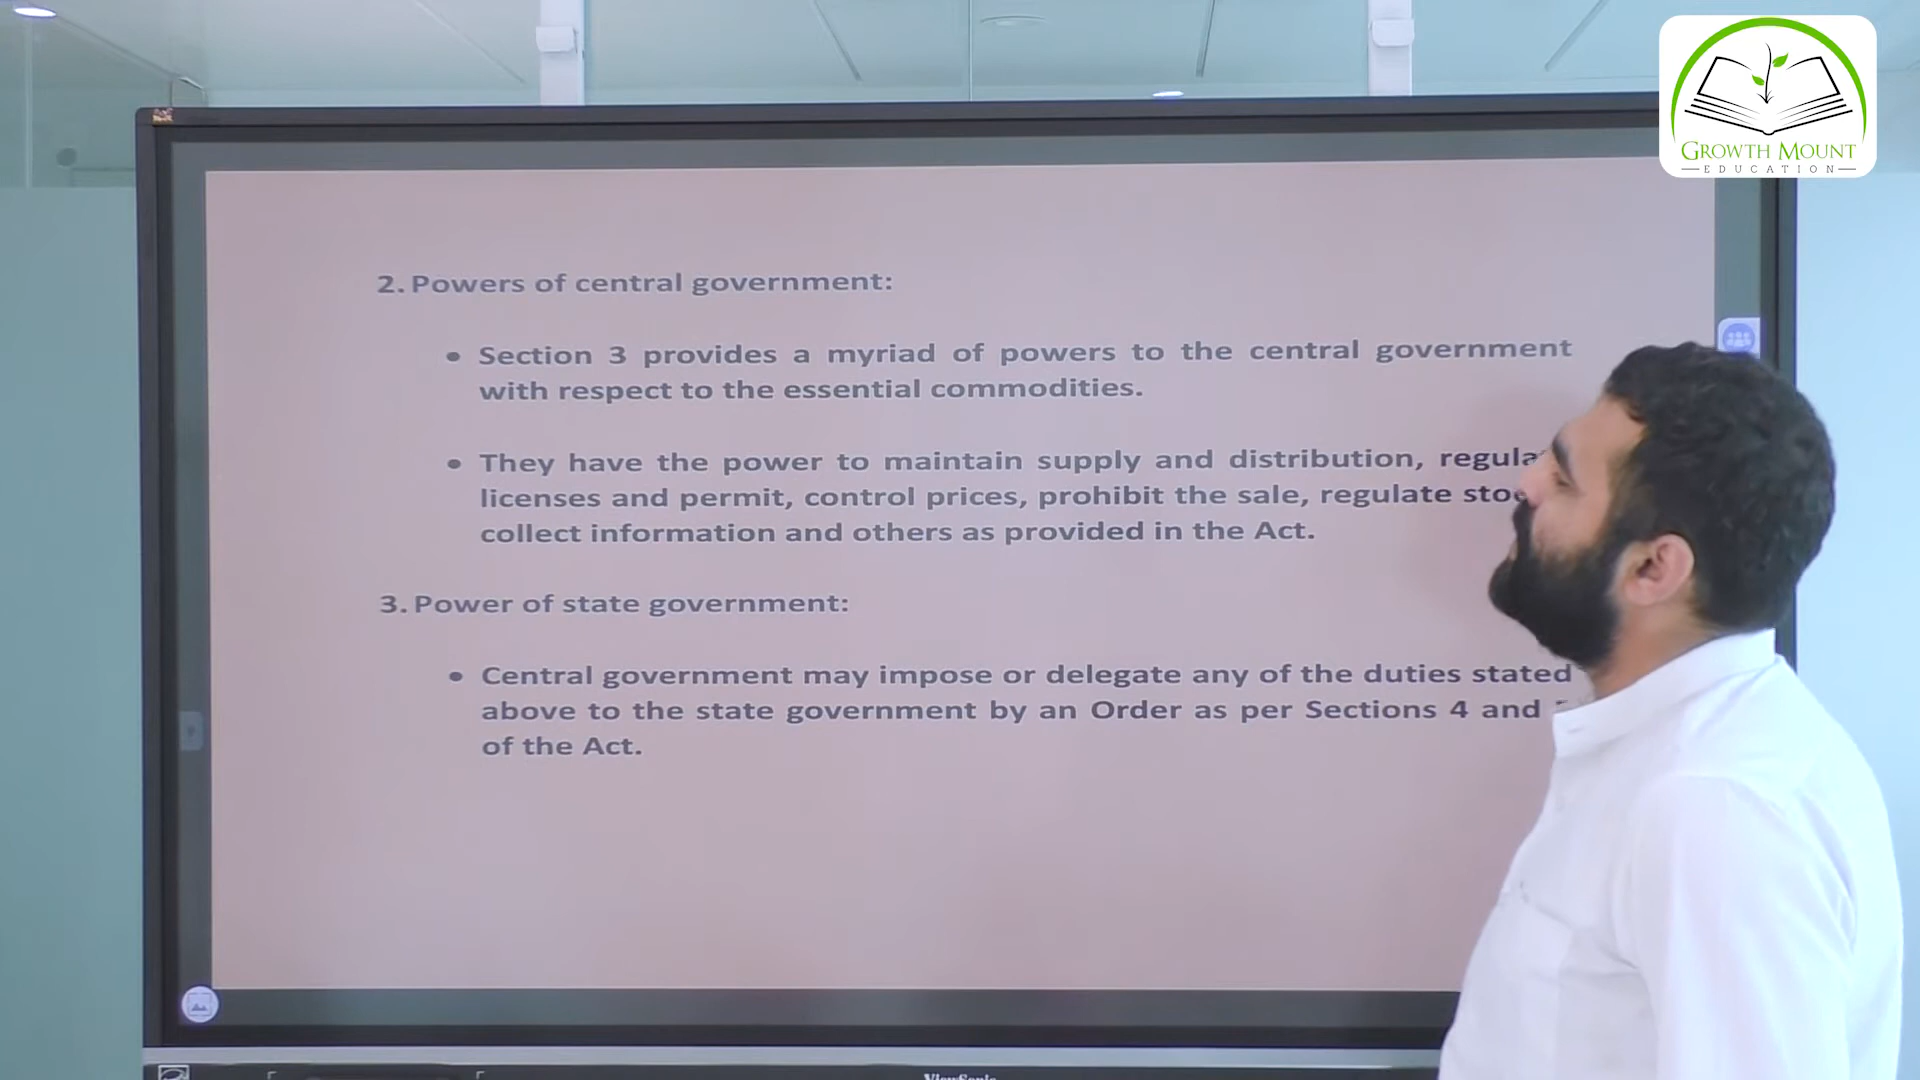 GROWTH MOUNT
EDUCATION
2. Powers of central government:
• Section 3 provides a myriad of powers to the central government
with respect to the essential commodities.
• They have the power to maintain supply and distribution,
licenses and permit, control prices, prohibit the sale, regulate
collect information and others as provided in the Act.
3. Power of state government:
• Central government may impose or delegate any of the duties stated
above to the state government by an Order as per Sections 4 and
of the Act.
ViewSonic